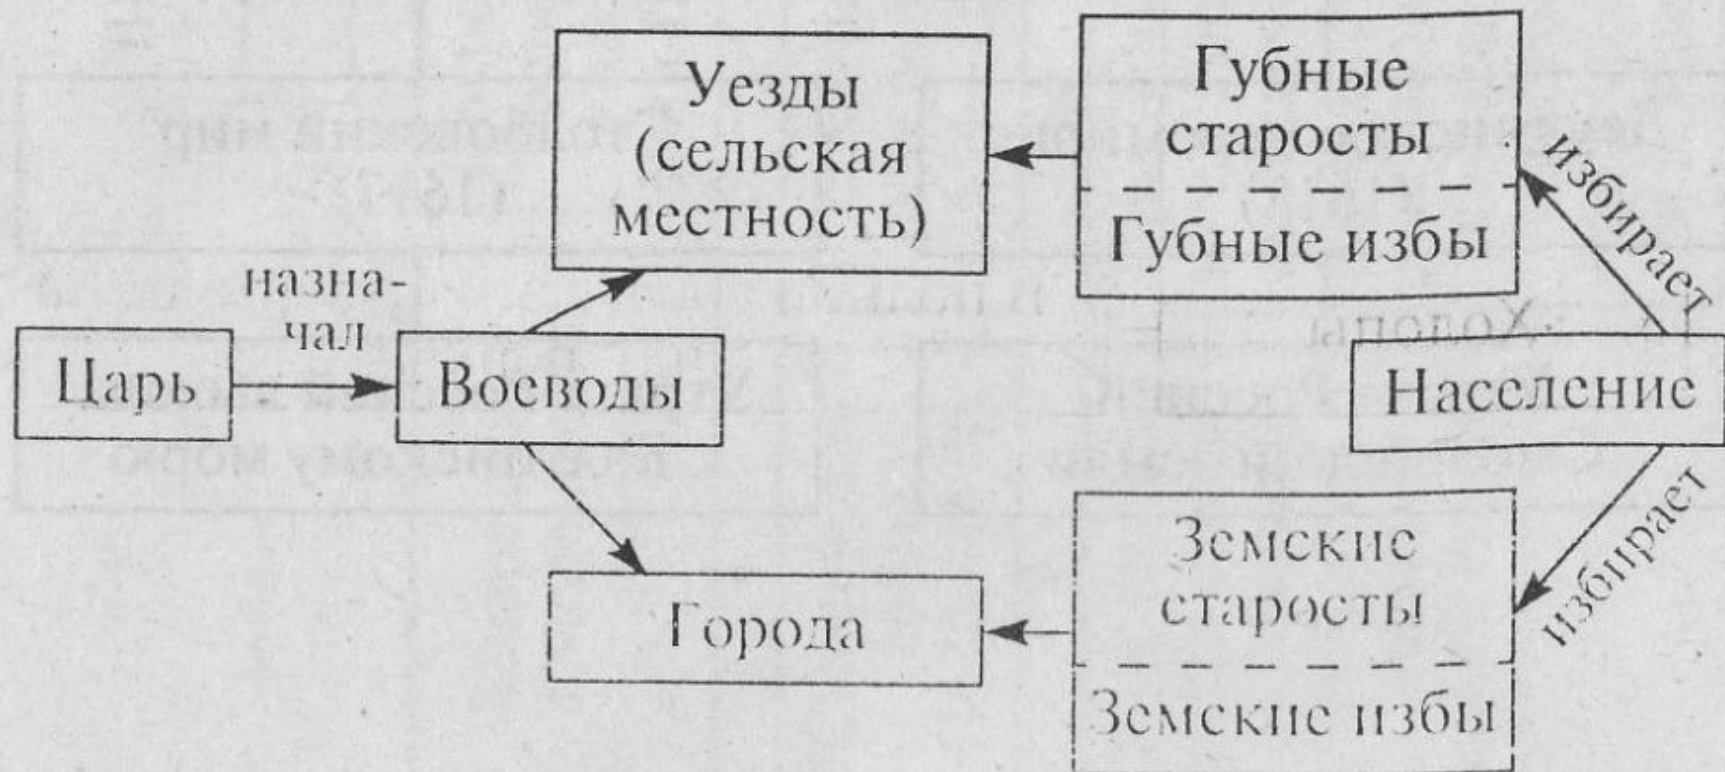 Уезды
(сельская
местность)
Губные
старосты
Губные избы
избирает
назна-
чал
Царь
Воеводы
Население
Города
Земские
старосты
Земские избы
избирает
Холопы